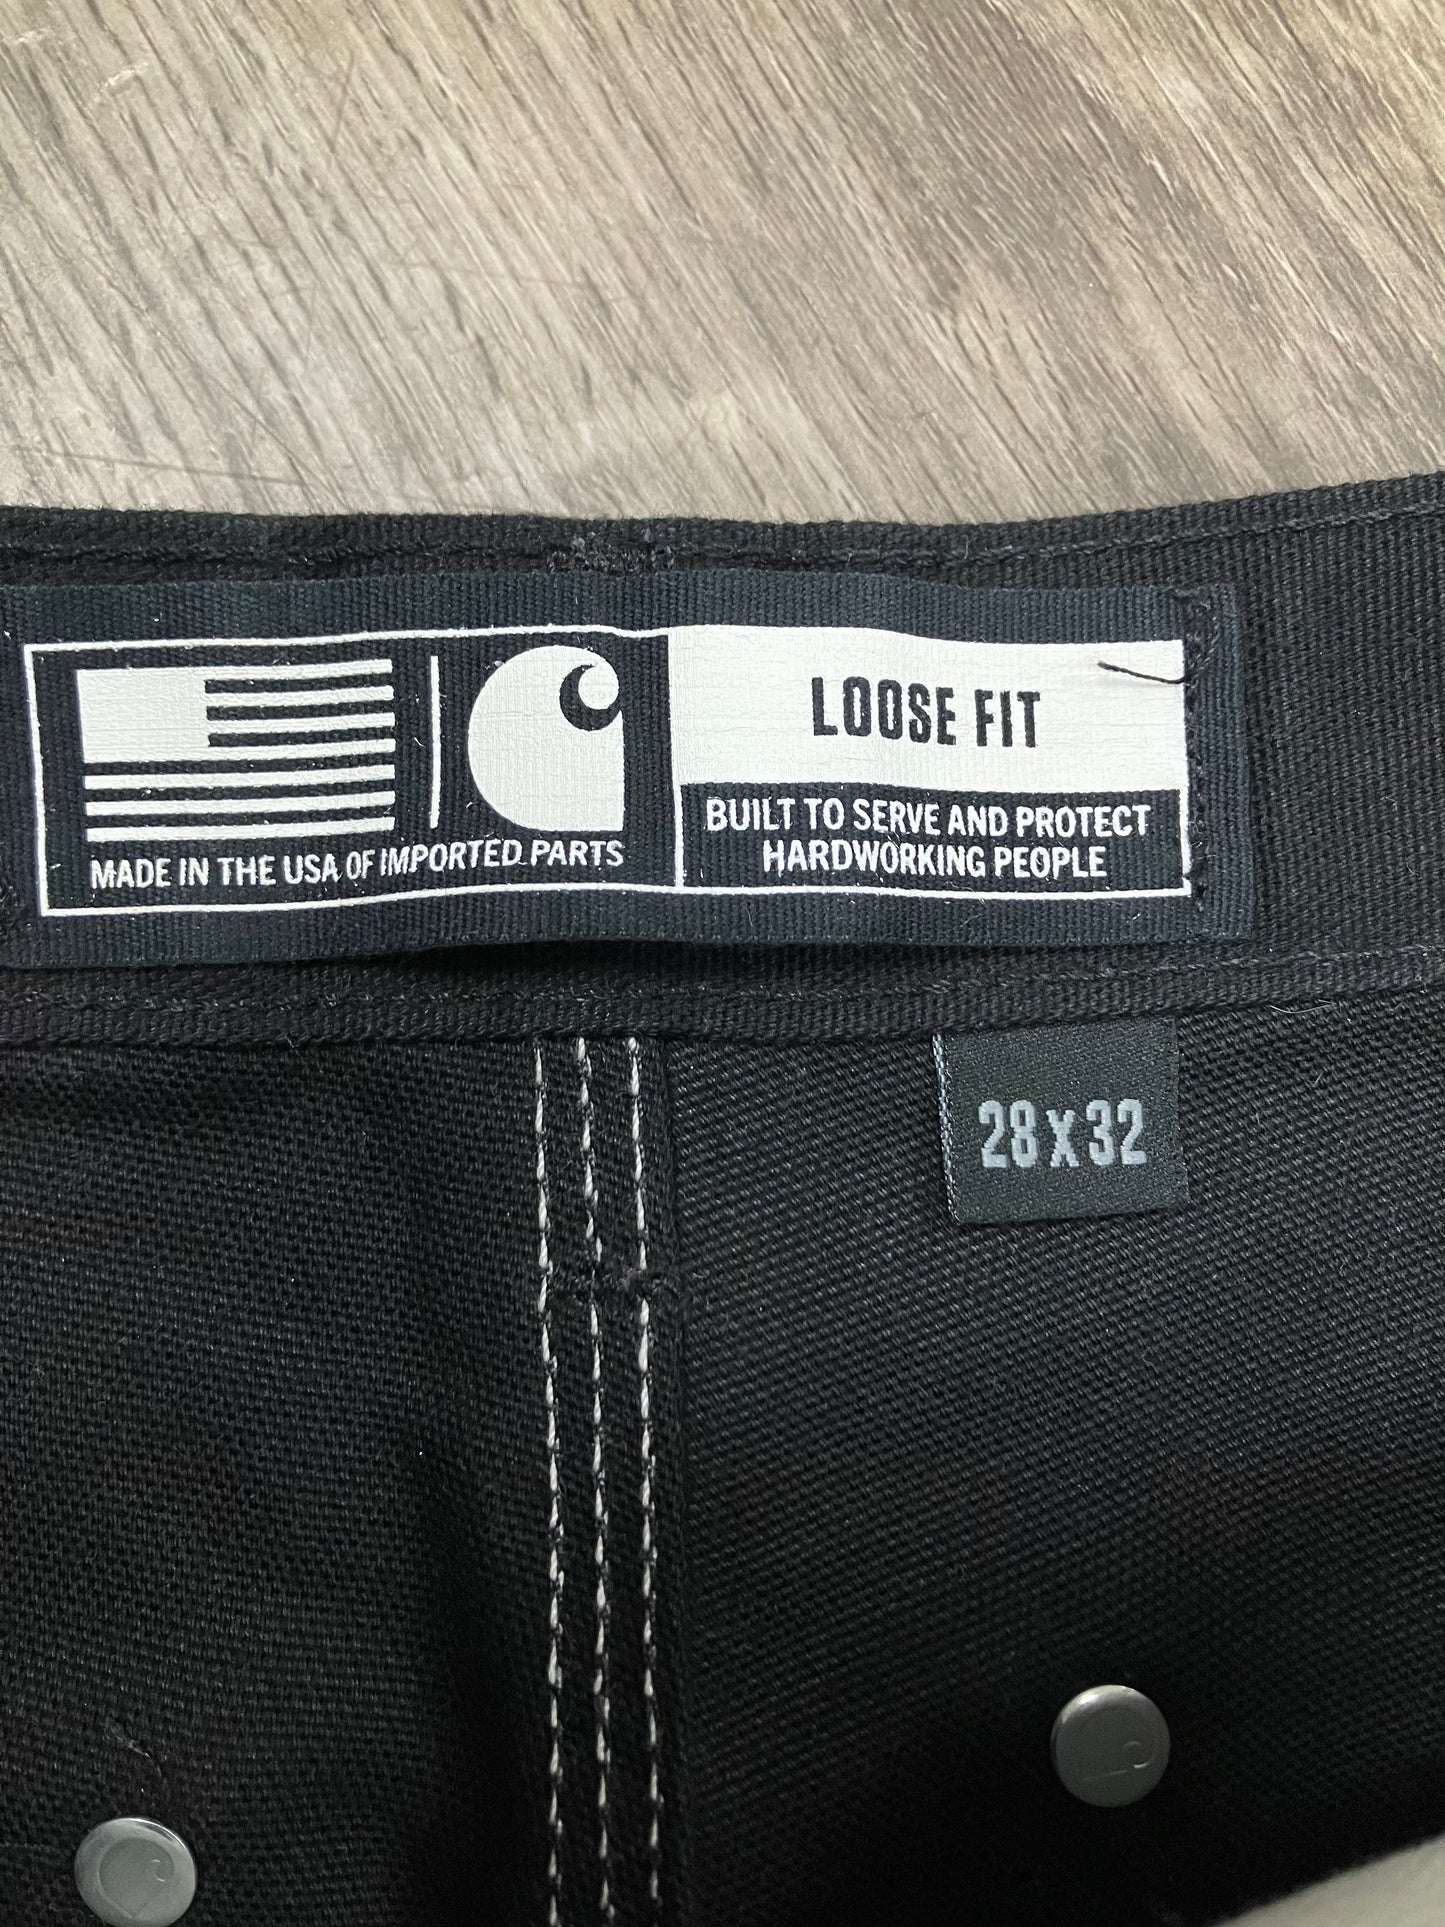 LOOSE FIT
MADE IN THE USA OF IMPORTED PARTS
BUILT TO SERVE AND PROTECT
HARDWORKING PEOPLE
28 X 32